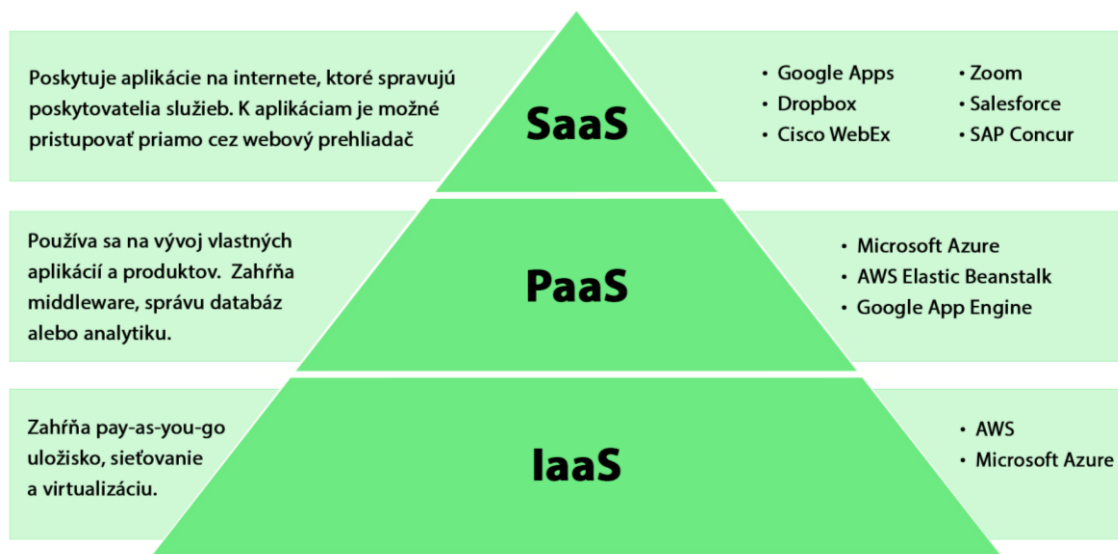 Poskytuje aplikácie na internete, ktoré spravujú
poskytovatelia služieb. K aplikáciam je možné
pristupovať priamo cez webový prehliadač
SaaS
• Google Apps
• Dropbox
• Cisco WebEx
• Zoom
• Salesforce
• SAP Concur
Používa sa na vývoj vlastných
aplikácií a produktov. Zahŕňa
middleware, správu databáz
alebo analytiku.
PaaS
• Microsoft Azure
• AWS Elastic Beanstalk
• Google App Engine
Zahŕňa pay-as-you-go
uložisko, sieťovanie
a virtualizáciu.
IaaS
• AWS
• Microsoft Azure